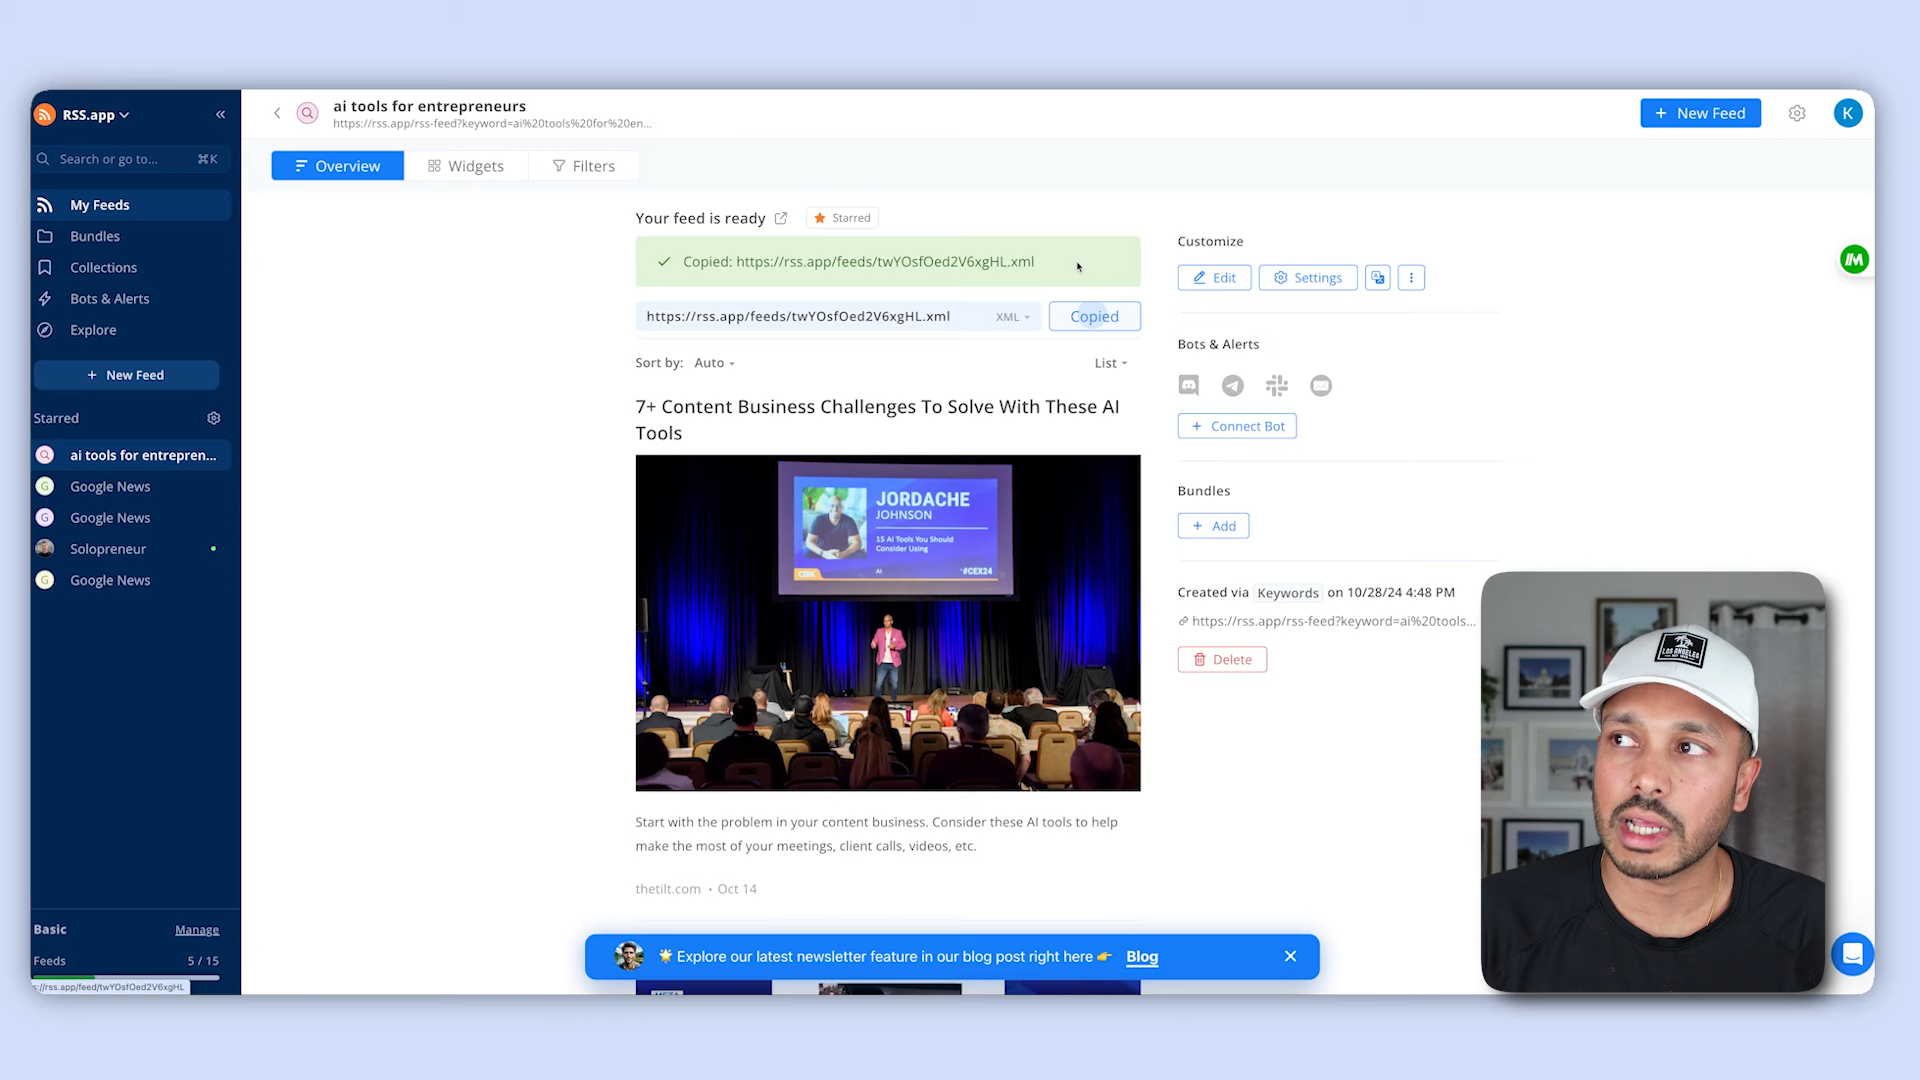 RSS.app
Search or go to... ⌘K
My Feeds
Bundles
Collections
Bots & Alerts
Explore
+ New Feed
Starred
ai tools for entrepren...
Google News
Google News
Solopreneur
Google News
Basic Manage
Feeds 5 / 15
s://rss.app/feed/twYOsfOed2V6xgHL
ai tools for entrepreneurs
https://rss.app/rss-feed?keyword=ai%20tools%20for%20en...
+ New Feed
K
Overview Widgets Filters
Your feed is ready Starred
Copied: https://rss.app/feeds/twYOsfOed2V6xgHL.xml
https://rss.app/feeds/twYOsfOed2V6xgHL.xml XML Copied
Sort by: Auto List
7+ Content Business Challenges To Solve With These AI
Tools
JORDACHE
JOHNSON
15 AI Tools You Should
Consider Using
CEX AI #CEX24
Start with the problem in your content business. Consider these AI tools to help
make the most of your meetings, client calls, videos, etc.
thetilt.com • Oct 14
Customize
Edit Settings
Bots & Alerts
+ Connect Bot
Bundles
+ Add
Created via Keywords on 10/28/24 4:48 PM
https://rss.app/rss-feed?keyword=ai%20tools...
Delete
LOS ANGELES
Explore our latest newsletter feature in our blog post right here Blog